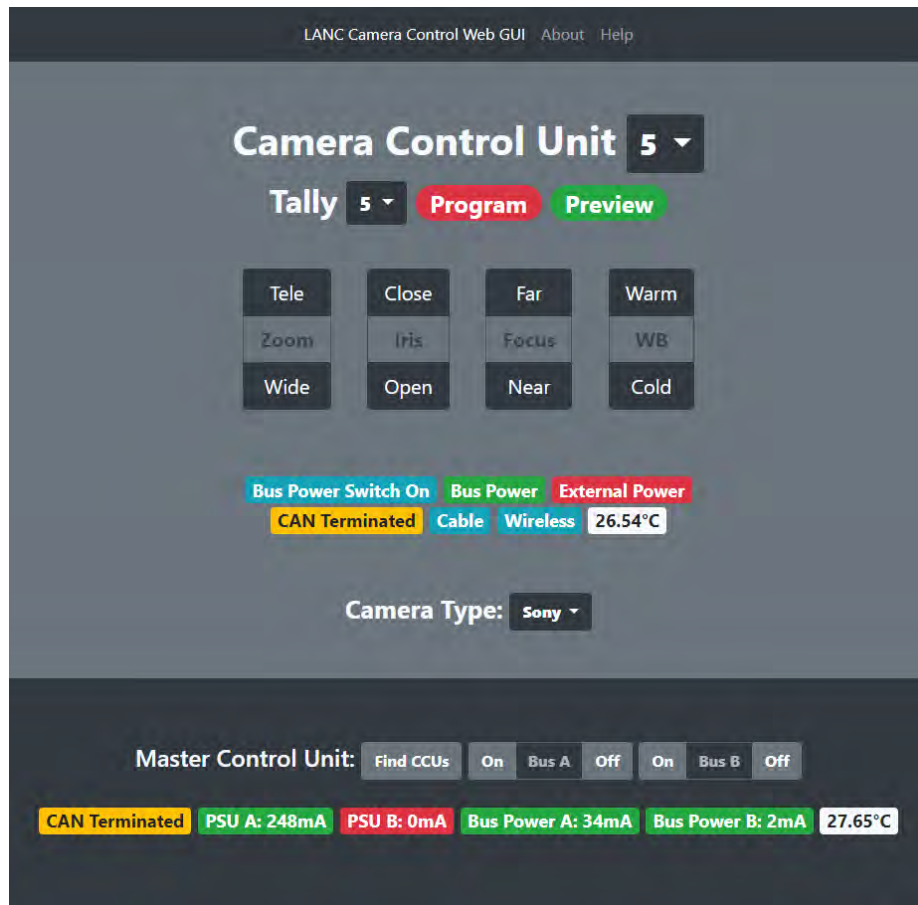 LANC Camera Control Web GUI About Help
Camera Control Unit 5
Tally 5 Program Preview
Tele Close Far Warm
Zoom Iris Focus WB
Wide Open Near Cold
Bus Power Switch On Bus Power External Power
CAN Terminated Cable Wireless 26.54°C
Camera Type: Sony
Master Control Unit: Find CCUs On Bus A Off On Bus B Off
CAN Terminated PSU A: 248mA PSU B: 0mA Bus Power A: 34mA Bus Power B: 2mA 27.65°C